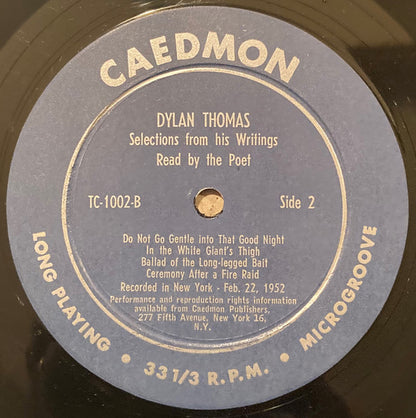 CAEDMON
DYLAN THOMAS
Selections from his Writings
Read by the Poet
TC-1002-B
Side 2
Do Not Go Gentle into That Good Night
In the White Giant's Thigh
Ballad of the Long-legged Bait
Ceremony After a Fire Raid
Recorded in New York - Feb. 22, 1952
Performance and reproduction rights information
available from Caedmon Publishers.
277 Fifth Avenue, New York 16,
N.Y.
LONG PLAYING • 33 1/3 R.P.M. • MICROGROOVE